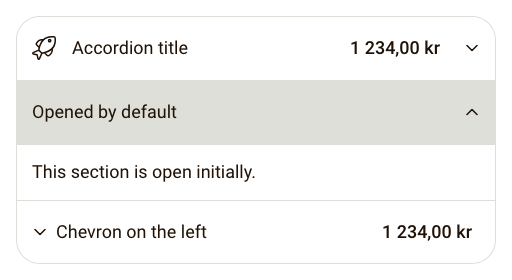 Accordion title 1 234,00 kr
Opened by default
This section is open initially.
Chevron on the left 1 234,00 kr